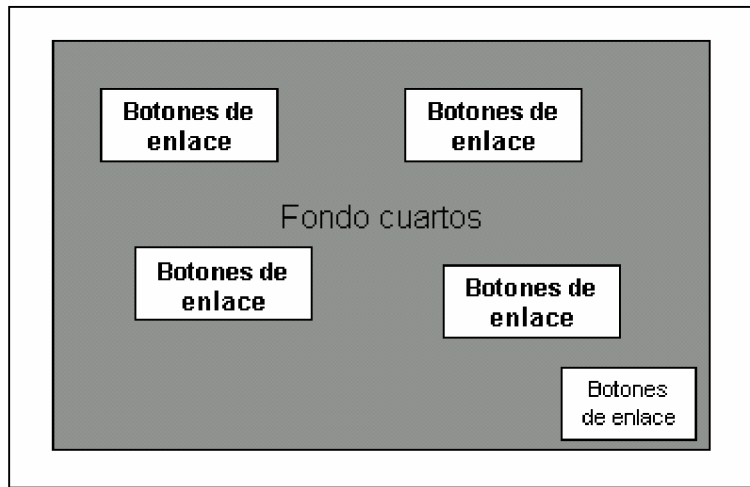 Botones de
enlace
Botones de
enlace
Fondo cuartos
Botones de
enlace
Botones de
enlace
Botones
de enlace